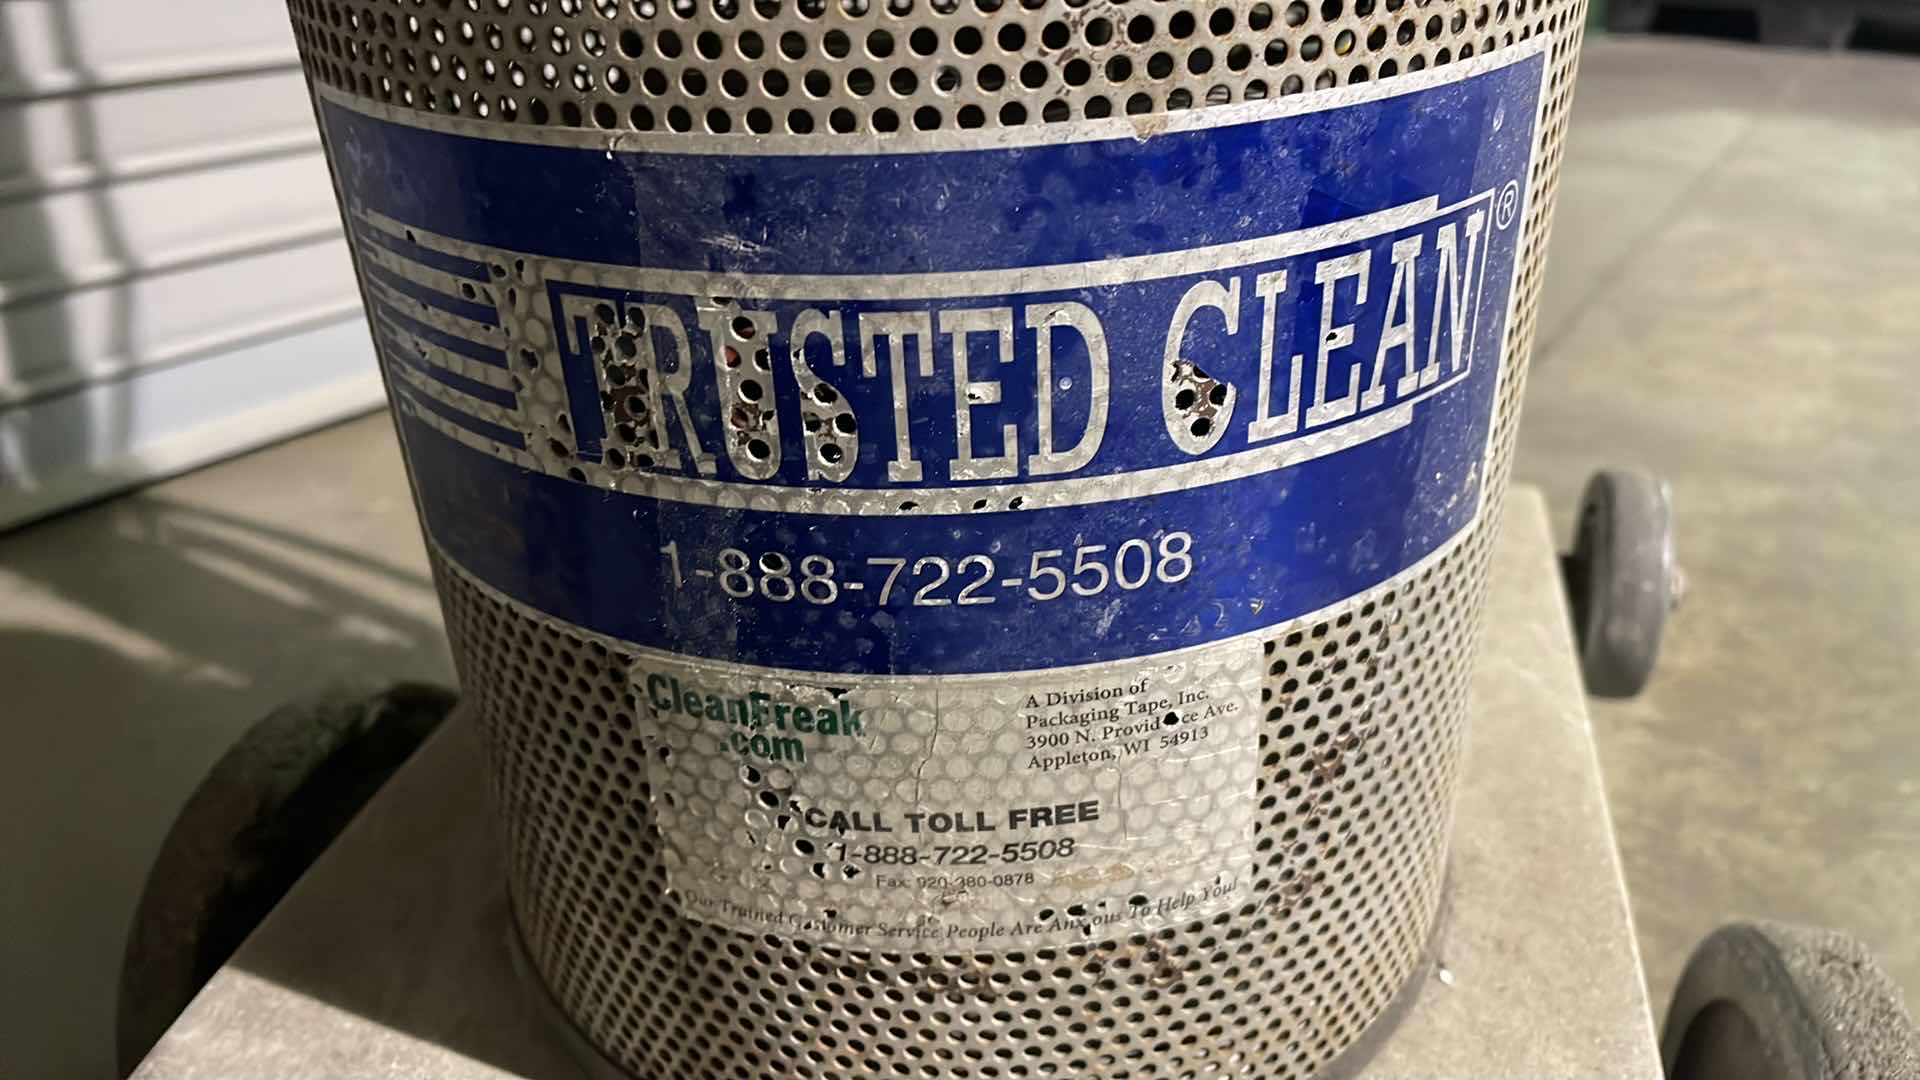 TRUSTED CLEAN®
1-888-722-5508
CleanFreak
.com
A Division of
Packaging Tape, Inc.
3900 N. Providence Ave.
Appleton, WI 54913
CALL TOLL FREE
1-888-722-5508
Fax: 920-380-0878
Our Trained Customer Service People Are Anxious To Help You!